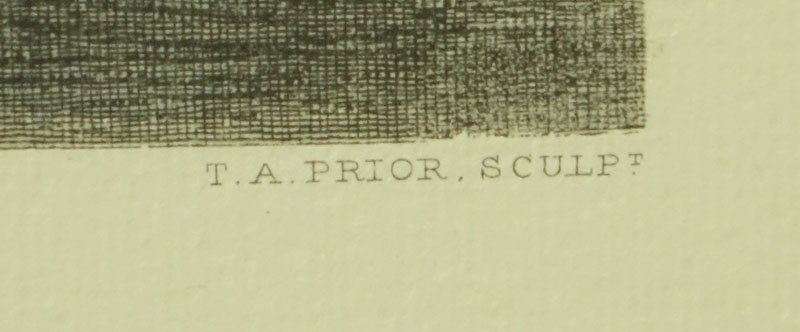 T. A. PRIOR, SCULPT.